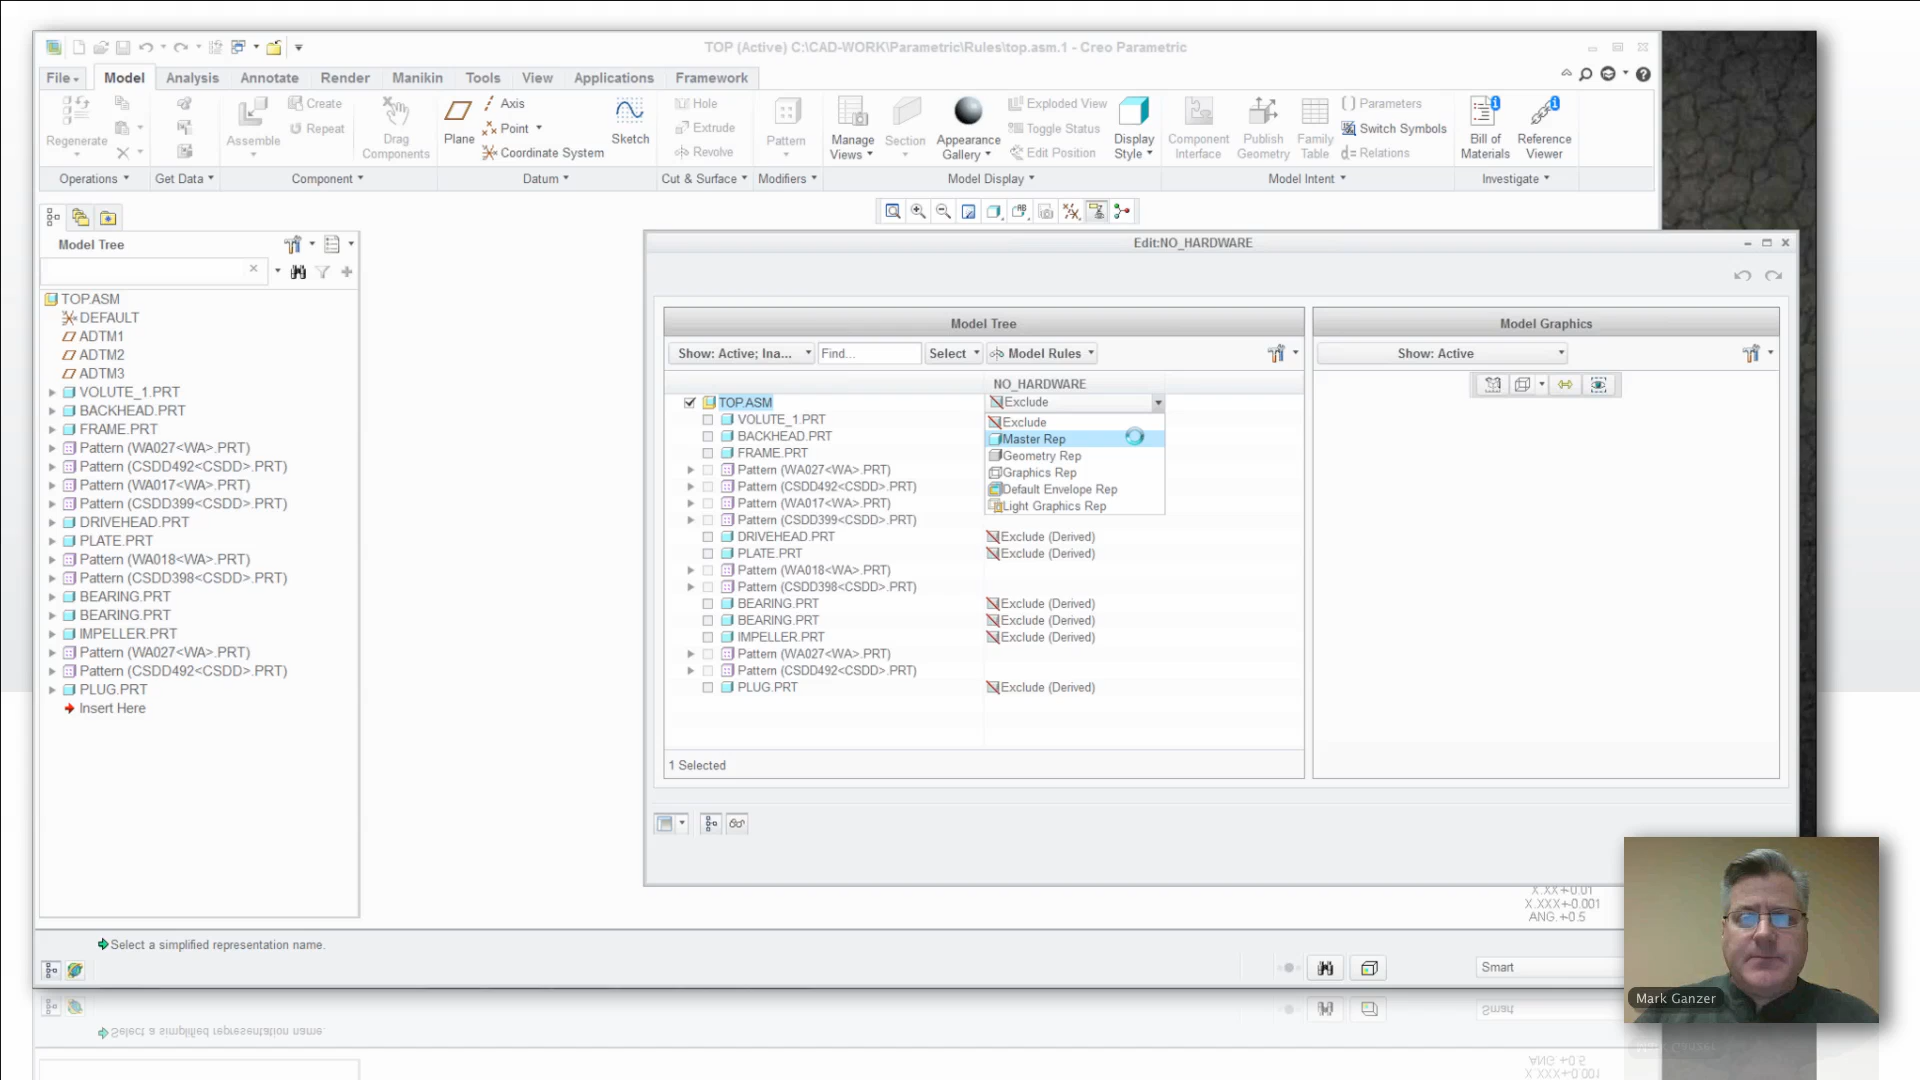 TOP (Active) C:\CAD-WORK\Parametric\Rules\top.asm.1 - Creo Parametric
File
Model
Analysis
Annotate
Render
Manikin
Tools
View
Applications
Framework
Regenerate
Assemble
Create
Repeat
Drag
Components
Plane
Axis
Point
Coordinate System
Sketch
Hole
Extrude
Revolve
Pattern
Manage
Views
Section
Appearance
Gallery
Exploded View
Toggle Status
Edit Position
Display
Style
Component
Interface
Publish
Geometry
Family
Table
Parameters
Switch Symbols
d= Relations
Bill of
Materials
Reference
Viewer
Operations
Get Data
Component
Datum
Cut & Surface
Modifiers
Model Display
Model Intent
Investigate
Model Tree
TOP.ASM
DEFAULT
ADTM1
ADTM2
ADTM3
VOLUTE_1.PRT
BACKHEAD.PRT
FRAME.PRT
Pattern (WA027<WA>.PRT)
Pattern (CSDD492<CSDD>.PRT)
Pattern (WA017<WA>.PRT)
Pattern (CSDD399<CSDD>.PRT)
DRIVEHEAD.PRT
PLATE.PRT
Pattern (WA018<WA>.PRT)
Pattern (CSDD398<CSDD>.PRT)
BEARING.PRT
BEARING.PRT
IMPELLER.PRT
Pattern (WA027<WA>.PRT)
Pattern (CSDD492<CSDD>.PRT)
PLUG.PRT
Insert Here
Edit:NO_HARDWARE
Model Tree
Show: Active; Ina...
Find...
Select
Model Rules
NO_HARDWARE
TOP.ASM
Exclude
VOLUTE_1.PRT
Exclude
BACKHEAD.PRT
Master Rep
FRAME.PRT
Geometry Rep
Pattern (WA027<WA>.PRT)
Graphics Rep
Pattern (CSDD492<CSDD>.PRT)
Default Envelope Rep
Pattern (WA017<WA>.PRT)
Light Graphics Rep
Pattern (CSDD399<CSDD>.PRT)
DRIVEHEAD.PRT
Exclude (Derived)
PLATE.PRT
Exclude (Derived)
Pattern (WA018<WA>.PRT)
Pattern (CSDD398<CSDD>.PRT)
BEARING.PRT
Exclude (Derived)
BEARING.PRT
Exclude (Derived)
IMPELLER.PRT
Exclude (Derived)
Pattern (WA027<WA>.PRT)
Pattern (CSDD492<CSDD>.PRT)
PLUG.PRT
Exclude (Derived)
1 Selected
Model Graphics
Show: Active
X.XX+-0.01
X.XXX+-0.001
ANG.+-0.5
Select a simplified representation name.
Smart
Mark Ganzer